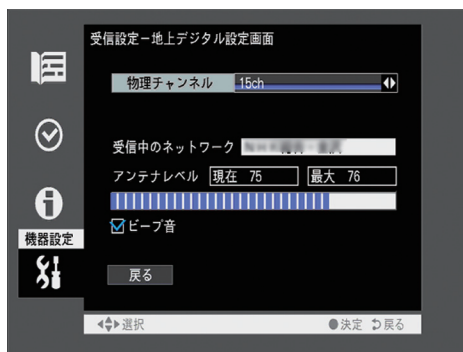 受信設定－地上デジタル設定画面
物理チャンネル 15ch
受信中のネットワーク
アンテナレベル 現在 75 最大 76
ビープ音
機器設定
戻る
選択 決定 戻る